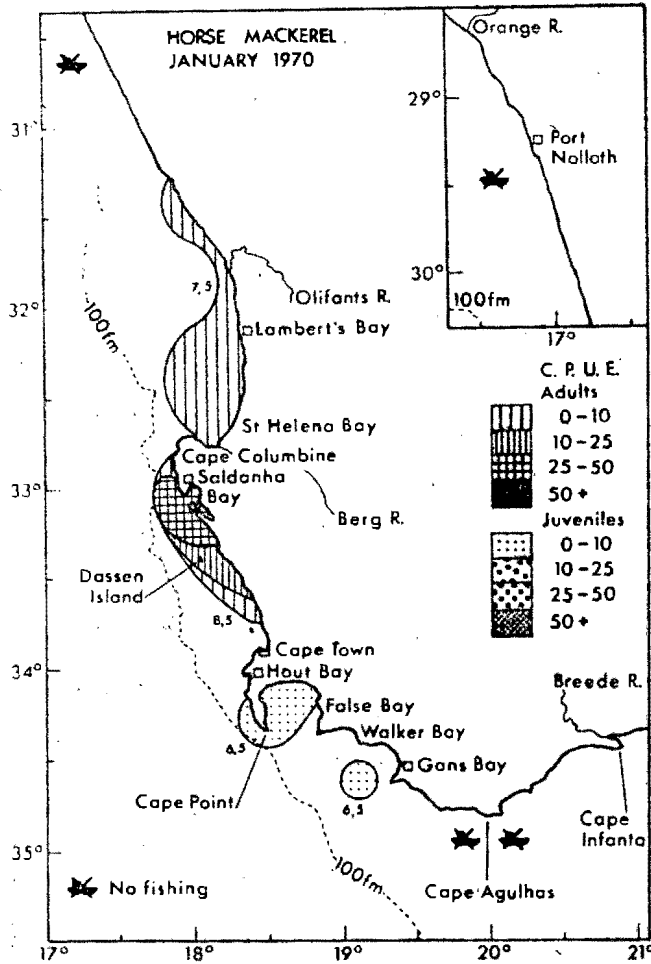 HORSE MACKEREL
JANUARY 1970
Orange R.
29°
Port
Nolloth
30°
100fm
17°
31°
32°
33°
34°
35°
7,5
Olifants R.
100fm
Lambert's Bay
C. P. U. E.
Adults
0-10
10-25
25-50
50+
Juveniles
0-10
10-25
25-50
50+
St Helena Bay
Cape Columbine
Saldanha
Bay
Berg R.
Dassen
Island
8,5
Cape Town
Hout Bay
False Bay
Breede R.
Walker Bay
6,5
Gans Bay
Cape Point
6,5
Cape
Infanta
100fm
Cape Agulhas
No fishing
17°
18°
19°
20°
21°